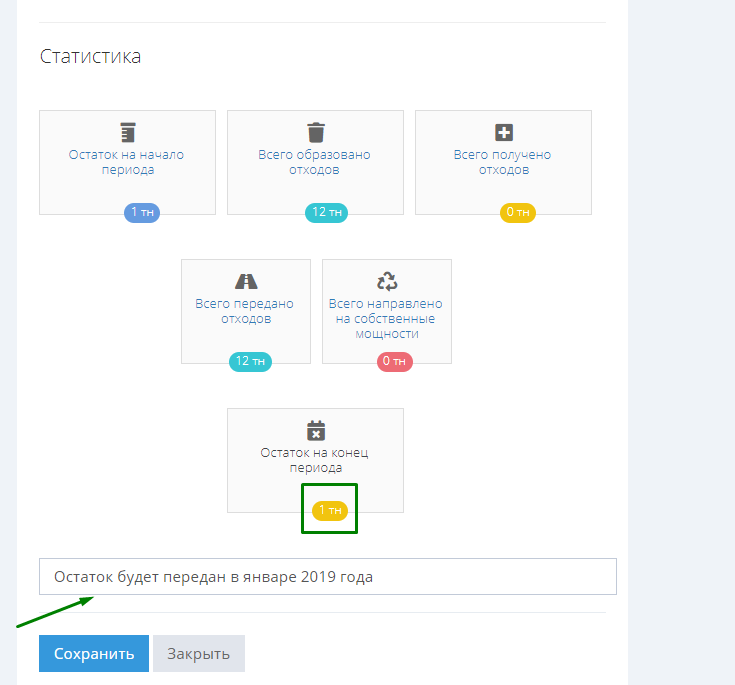 Статистика
Остаток на начало
периода
1 тн
Всего образовано
отходов
12 тн
Всего получено
отходов
0 тн
Всего передано
отходов
12 тн
Всего направлено
на собственные
мощности
0 тн
Остаток на конец
периода
1 тн
Остаток будет передан в январе 2019 года
Сохранить
Закрыть